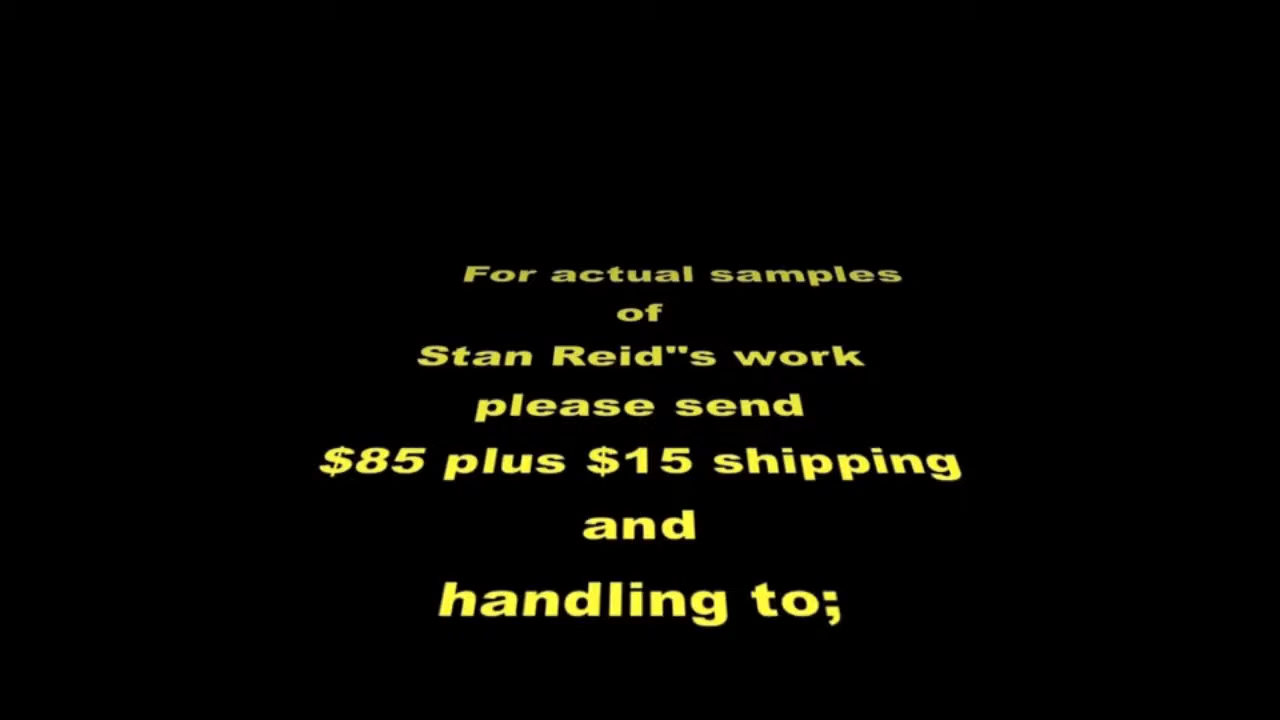 For actual samples
of
Stan Reid"s work
please send
$85 plus $15 shipping
and
handling to;